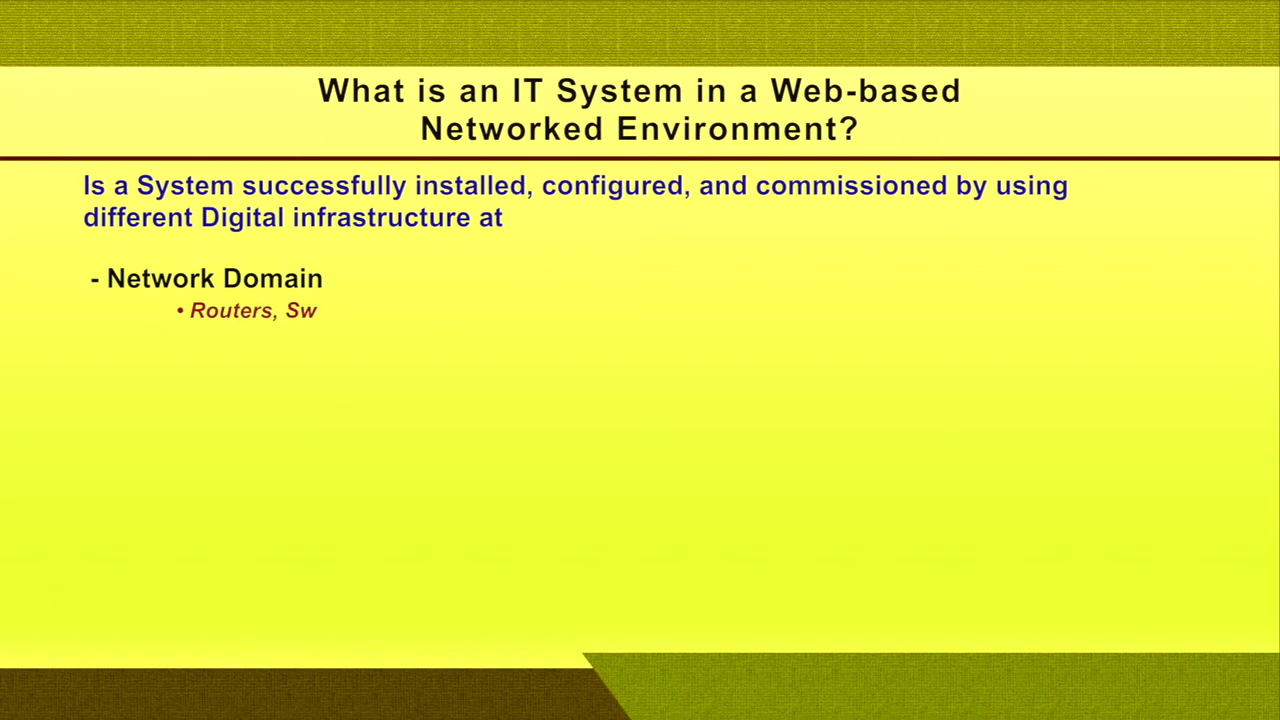 What is an IT System in a Web-based
Networked Environment?
Is a System successfully installed, configured, and commissioned by using
different Digital infrastructure at
- Network Domain
• Routers, Sw